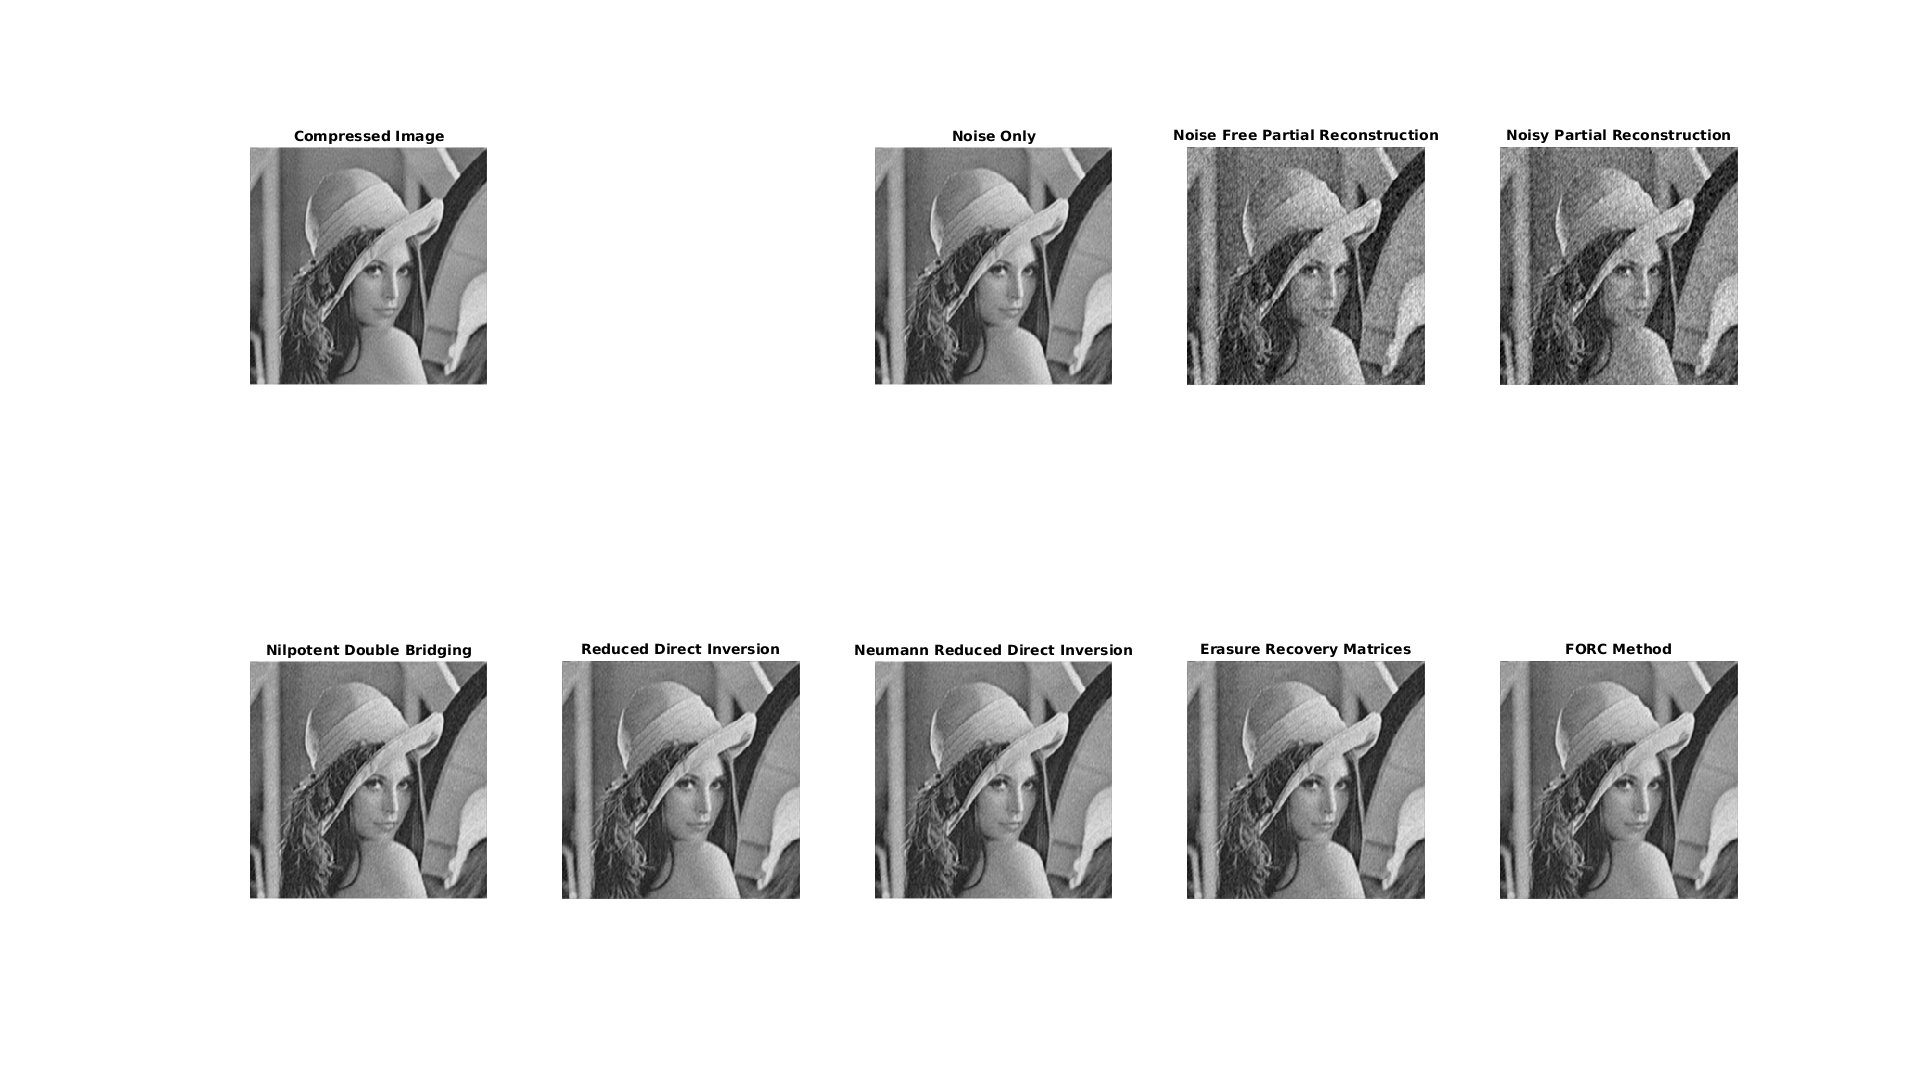 Compressed Image
Noise Only
Noise Free Partial Reconstruction
Noisy Partial Reconstruction
Nilpotent Double Bridging
Reduced Direct Inversion
Neumann Reduced Direct Inversion
Erasure Recovery Matrices
FORC Method